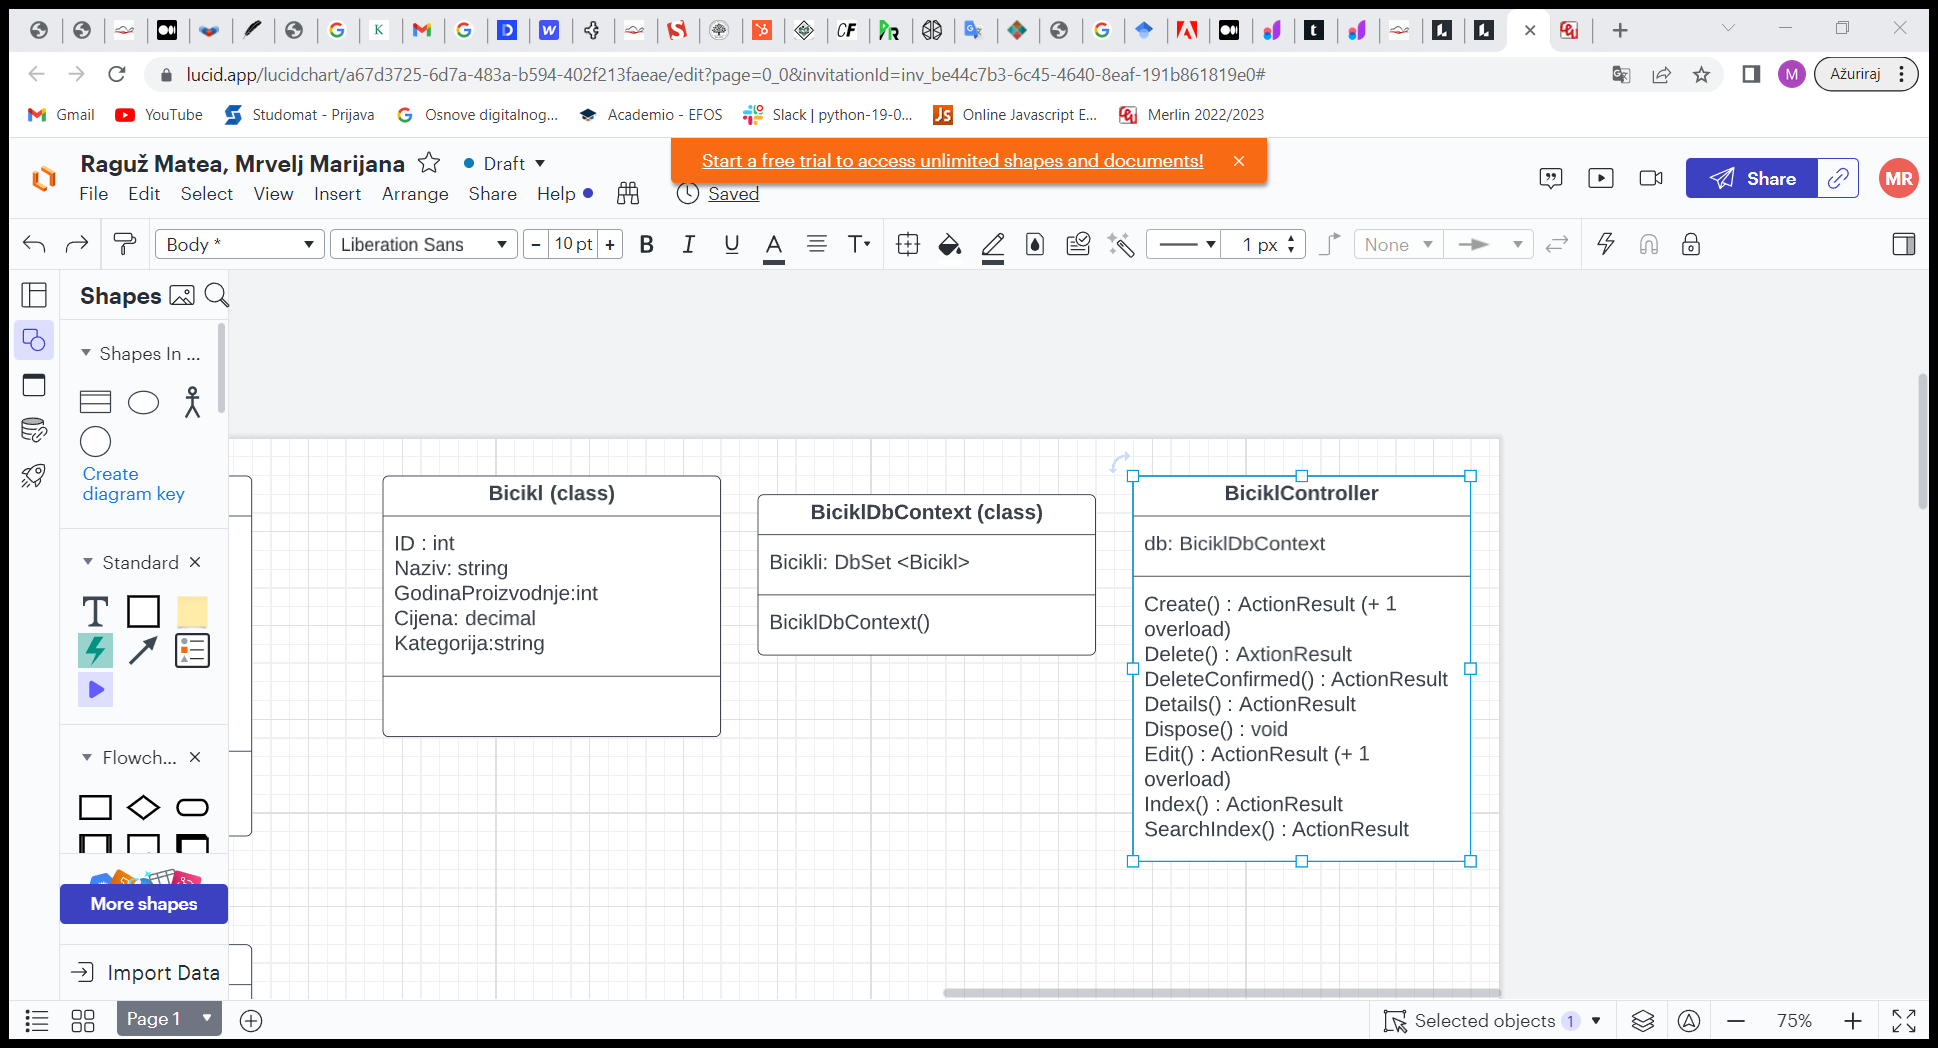 lucid.app/lucidchart/a67d3725-6d7a-483a-b594-402f213faeae/edit?page=0_0&invitationId=inv_be44c7b3-6c45-4640-8eaf-191b861819e0#
M
Ažuriraj
Gmail
YouTube
Studomat - Prijava
Osnove digitalnog...
Academio - EFOS
Slack | python-19-0...
Online Javascript E...
Merlin 2022/2023
Raguž Matea, Mrvelj Marijana
Draft
Start a free trial to access unlimited shapes and documents!
File Edit Select View Insert Arrange Share Help
Saved
Share
MR
Body *
Liberation Sans
- 10 pt +
B I U A T
1 px
None
Shapes
Shapes In ...
Create
diagram key
Standard
T
Flowch...
More shapes
Import Data
Bicikl (class)
ID : int
Naziv: string
GodinaProizvodnje:int
Cijena: decimal
Kategorija:string
BiciklDbContext (class)
Bicikli: DbSet <Bicikl>
BiciklDbContext()
BiciklController
db: BiciklDbContext
Create() : ActionResult (+ 1
overload)
Delete() : AxtionResult
DeleteConfirmed() : ActionResult
Details() : ActionResult
Dispose() : void
Edit() : ActionResult (+ 1
overload)
Index() : ActionResult
SearchIndex() : ActionResult
Page 1
Selected objects 1
75%